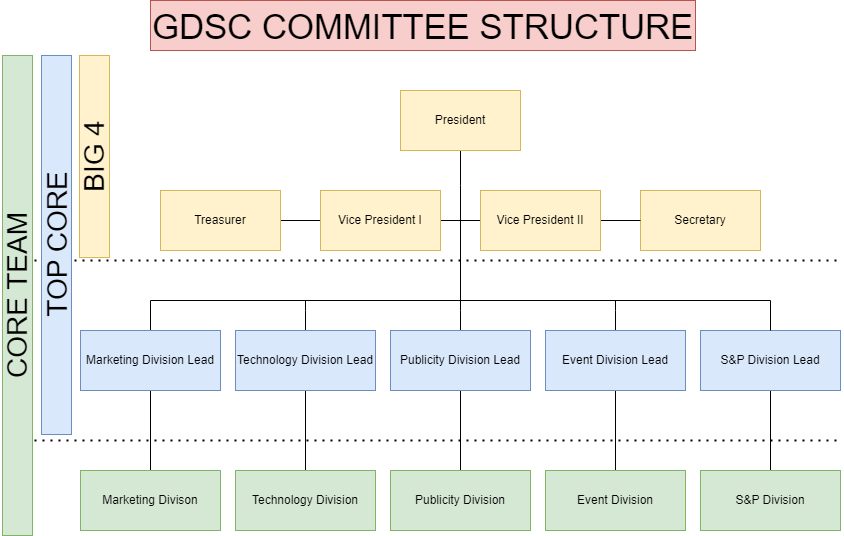 GDSC COMMITTEE STRUCTURE
CORE TEAM
TOP CORE
BIG 4
President
Treasurer
Vice President I
Vice President II
Secretary
Marketing Division Lead
Technology Division Lead
Publicity Division Lead
Event Division Lead
S&P Division Lead
Marketing Divison
Technology Division
Publicity Division
Event Division
S&P Division